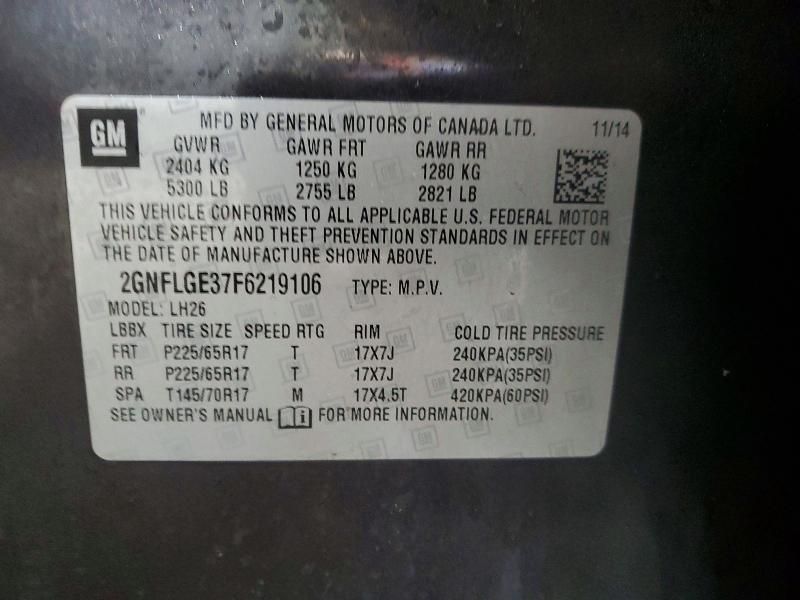 GM
MFD BY GENERAL MOTORS OF CANADA LTD. 11/14
GVWR GAWR FRT GAWR RR
2404 KG 1250 KG 1280 KG
5300 LB 2755 LB 2821 LB
THIS VEHICLE CONFORMS TO ALL APPLICABLE U.S. FEDERAL MOTOR
VEHICLE SAFETY AND THEFT PREVENTION STANDARDS IN EFFECT ON
THE DATE OF MANUFACTURE SHOWN ABOVE.
2GNFLGE37F6219106 TYPE: M.P.V.
MODEL: LH26
LBBX TIRE SIZE SPEED RTG RIM COLD TIRE PRESSURE
FRT P225/65R17 T 17X7J 240KPA(35PSI)
RR P225/65R17 T 17X7J 240KPA(35PSI)
SPA T145/70R17 M 17X4.5T 420KPA(60PSI)
SEE OWNER'S MANUAL FOR MORE INFORMATION.